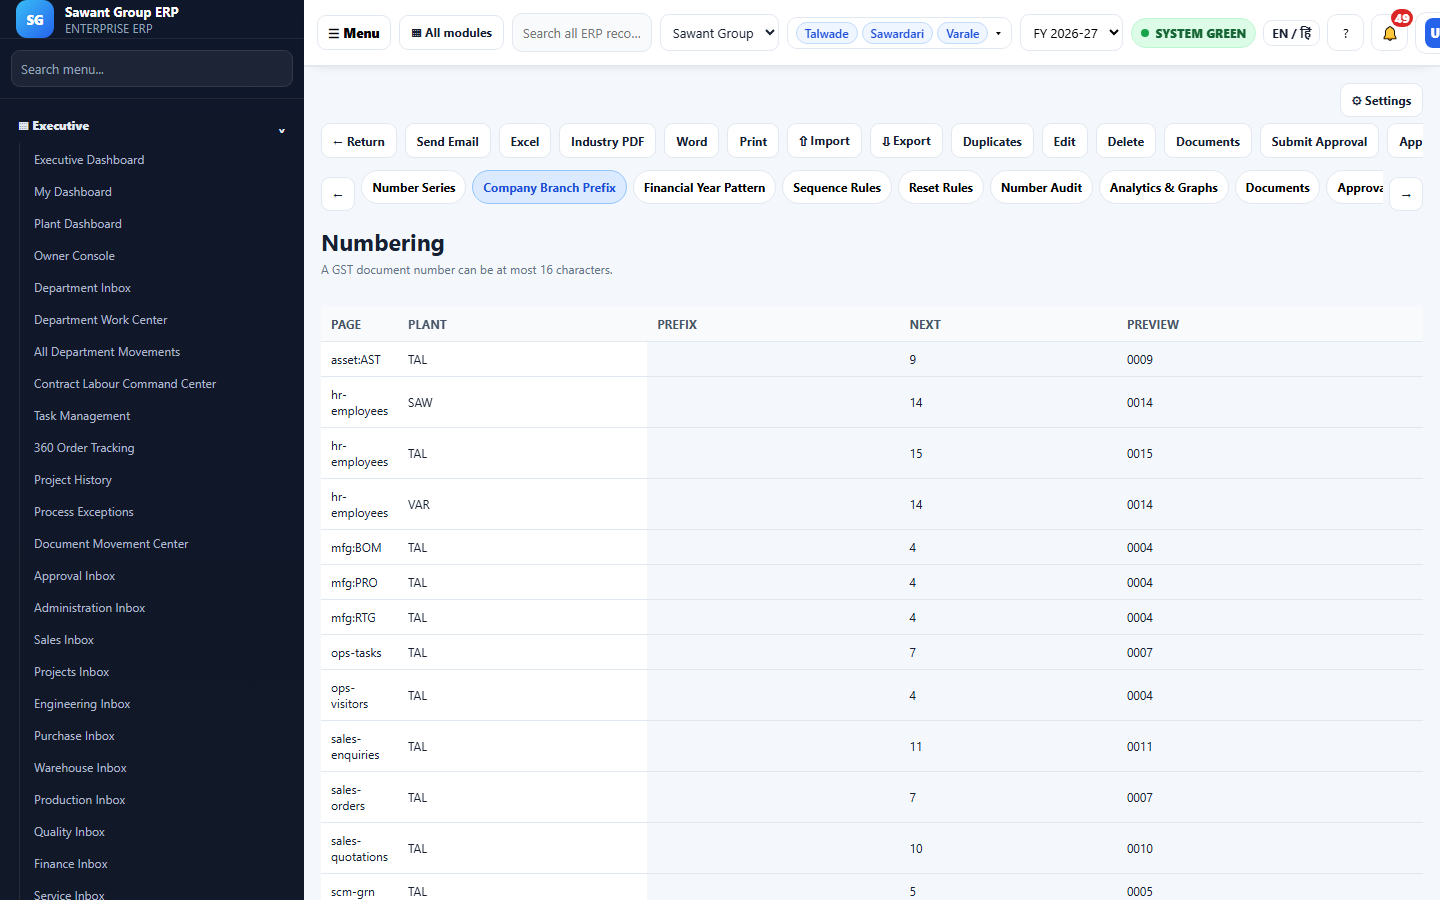 SG
Sawant Group ERP
ENTERPRISE ERP
Search menu...
Executive
Executive Dashboard
My Dashboard
Plant Dashboard
Owner Console
Department Inbox
Department Work Center
All Department Movements
Contract Labour Command Center
Task Management
360 Order Tracking
Project History
Process Exceptions
Document Movement Center
Approval Inbox
Administration Inbox
Sales Inbox
Projects Inbox
Engineering Inbox
Purchase Inbox
Warehouse Inbox
Production Inbox
Quality Inbox
Finance Inbox
Service Inbox
☰ Menu
All modules
Search all ERP reco...
Sawant Group
Talwade Sawardari Varale
FY 2026-27
SYSTEM GREEN
EN / हिं
?
49
U
⚙ Settings
← Return
Send Email
Excel
Industry PDF
Word
Print
⇧ Import
⇩ Export
Duplicates
Edit
Delete
Documents
Submit Approval
App
←
Number Series
Company Branch Prefix
Financial Year Pattern
Sequence Rules
Reset Rules
Number Audit
Analytics & Graphs
Documents
Approva
→
Numbering
A GST document number can be at most 16 characters.
PAGE PLANT PREFIX NEXT PREVIEW
asset:AST TAL 9 0009
hr-
employees SAW 14 0014
hr-
employees TAL 15 0015
hr-
employees VAR 14 0014
mfg:BOM TAL 4 0004
mfg:PRO TAL 4 0004
mfg:RTG TAL 4 0004
ops-tasks TAL 7 0007
ops-
visitors TAL 4 0004
sales-
enquiries TAL 11 0011
sales-
orders TAL 7 0007
sales-
quotations TAL 10 0010
scm-grn TAL 5 0005